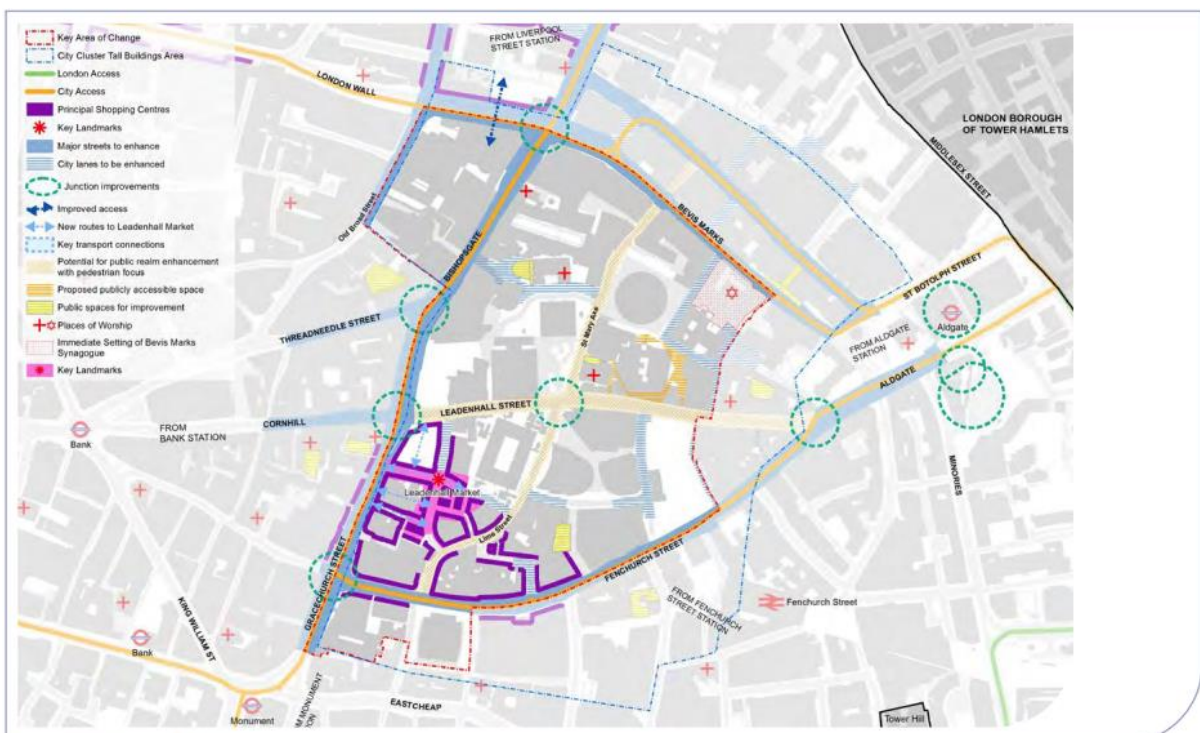 Key Area of Change
City Cluster Tall Buildings Area
London Access
City Access
Principal Shopping Centres
Key Landmarks
Major streets to enhance
City lanes to be enhanced
Junction improvements
Improved access
New routes to Leadenhall Market
Key transport connections
Potential for public realm enhancement
with pedestrian focus
Proposed publicly accessible space
Public spaces for improvement
Places of Worship
Immediate Setting of Bevis Marks
Synagogue
Key Landmarks
FROM LIVERPOOL
STREET STATION
LONDON WALL
LONDON BOROUGH
OF TOWER HAMLETS
MIDDLESEX STREET
Old Broad Street
BISHOPSGATE
BEVIS MARKS
St Mary Axe
ST BOTOLPH STREET
THREADNEEDLE STREET
Aldgate
FROM ALDGATE
STATION
ALDGATE
LEADENHALL STREET
CORNHILL
FROM
BANK STATION
Bank
MINORIES
Leadenhall Market
Lime Street
GRACECHURCH STREET
FENCHURCH STREET
FROM FENCHURCH
STREET STATION
Fenchurch Street
KING WILLIAM ST
Bank
Monument
MONUMENT
EASTCHEAP
Tower Hill